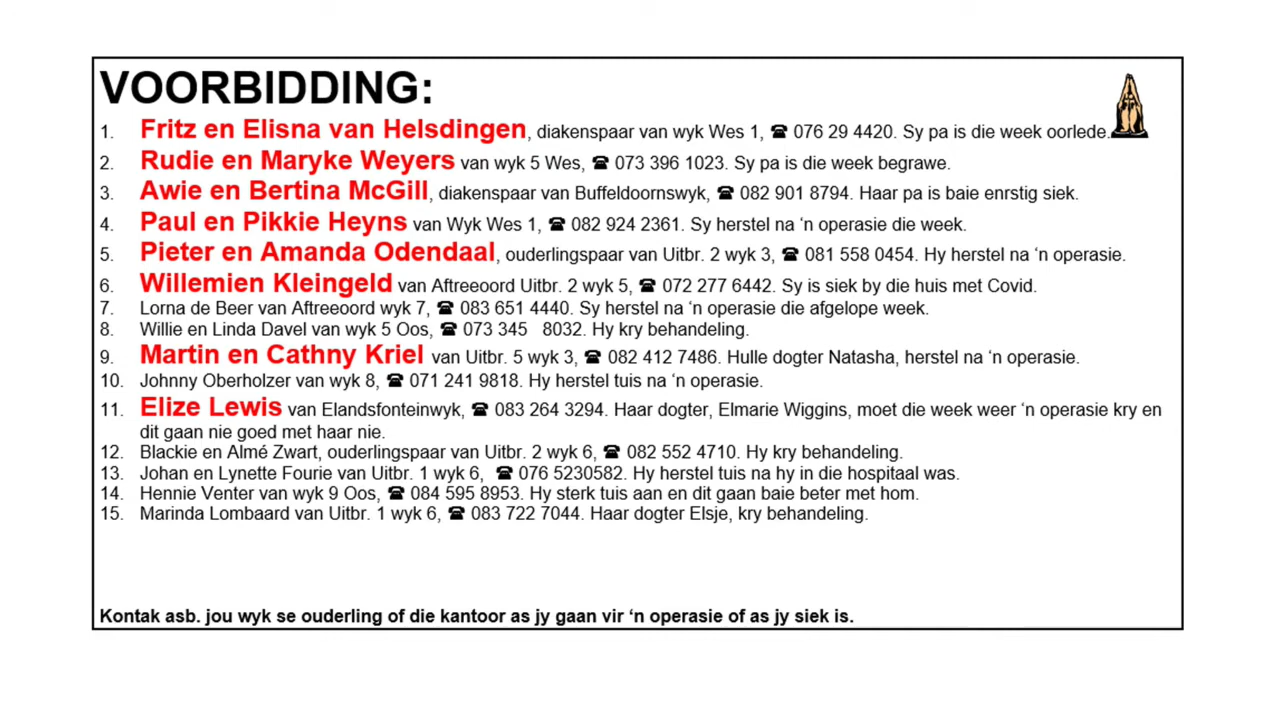 VOORBIDDING:
1. Fritz en Elisna van Helsdingen, diakenspaar van wyk Wes 1, ☎ 076 29 4420. Sy pa is die week oorlede.
2. Rudie en Maryke Weyers van wyk 5 Wes, ☎ 073 396 1023. Sy pa is die week begrawe.
3. Awie en Bertina McGill, diakenspaar van Buffeldoornswyk, ☎ 082 901 8794. Haar pa is baie enrstig siek.
4. Paul en Pikkie Heyns van Wyk Wes 1, ☎ 082 924 2361. Sy herstel na ‘n operasie die week.
5. Pieter en Amanda Odendaal, ouderlingspaar van Uitbr. 2 wyk 3, ☎ 081 558 0454. Hy herstel na ‘n operasie.
6. Willemien Kleingeld van Aftreeoord Uitbr. 2 wyk 5, ☎ 072 277 6442. Sy is siek by die huis met Covid.
7. Lorna de Beer van Aftreeoord wyk 7, ☎ 083 651 4440. Sy herstel na ‘n operasie die afgelope week.
8. Willie en Linda Davel van wyk 5 Oos, ☎ 073 345 8032. Hy kry behandeling.
9. Martin en Cathny Kriel van Uitbr. 5 wyk 3, ☎ 082 412 7486. Hulle dogter Natasha, herstel na ‘n operasie.
10. Johnny Oberholzer van wyk 8, ☎ 071 241 9818. Hy herstel tuis na ‘n operasie.
11. Elize Lewis van Elandsfonteinwyk, ☎ 083 264 3294. Haar dogter, Elmarie Wiggins, moet die week weer ‘n operasie kry en
dit gaan nie goed met haar nie.
12. Blackie en Almé Zwart, ouderlingspaar van Uitbr. 2 wyk 6, ☎ 082 552 4710. Hy kry behandeling.
13. Johan en Lynette Fourie van Uitbr. 1 wyk 6, ☎ 076 5230582. Hy herstel tuis na hy in die hospitaal was.
14. Hennie Venter van wyk 9 Oos, ☎ 084 595 8953. Hy sterk tuis aan en dit gaan baie beter met hom.
15. Marinda Lombaard van Uitbr. 1 wyk 6, ☎ 083 722 7044. Haar dogter Elsje, kry behandeling.
Kontak asb. jou wyk se ouderling of die kantoor as jy gaan vir ‘n operasie of as jy siek is.